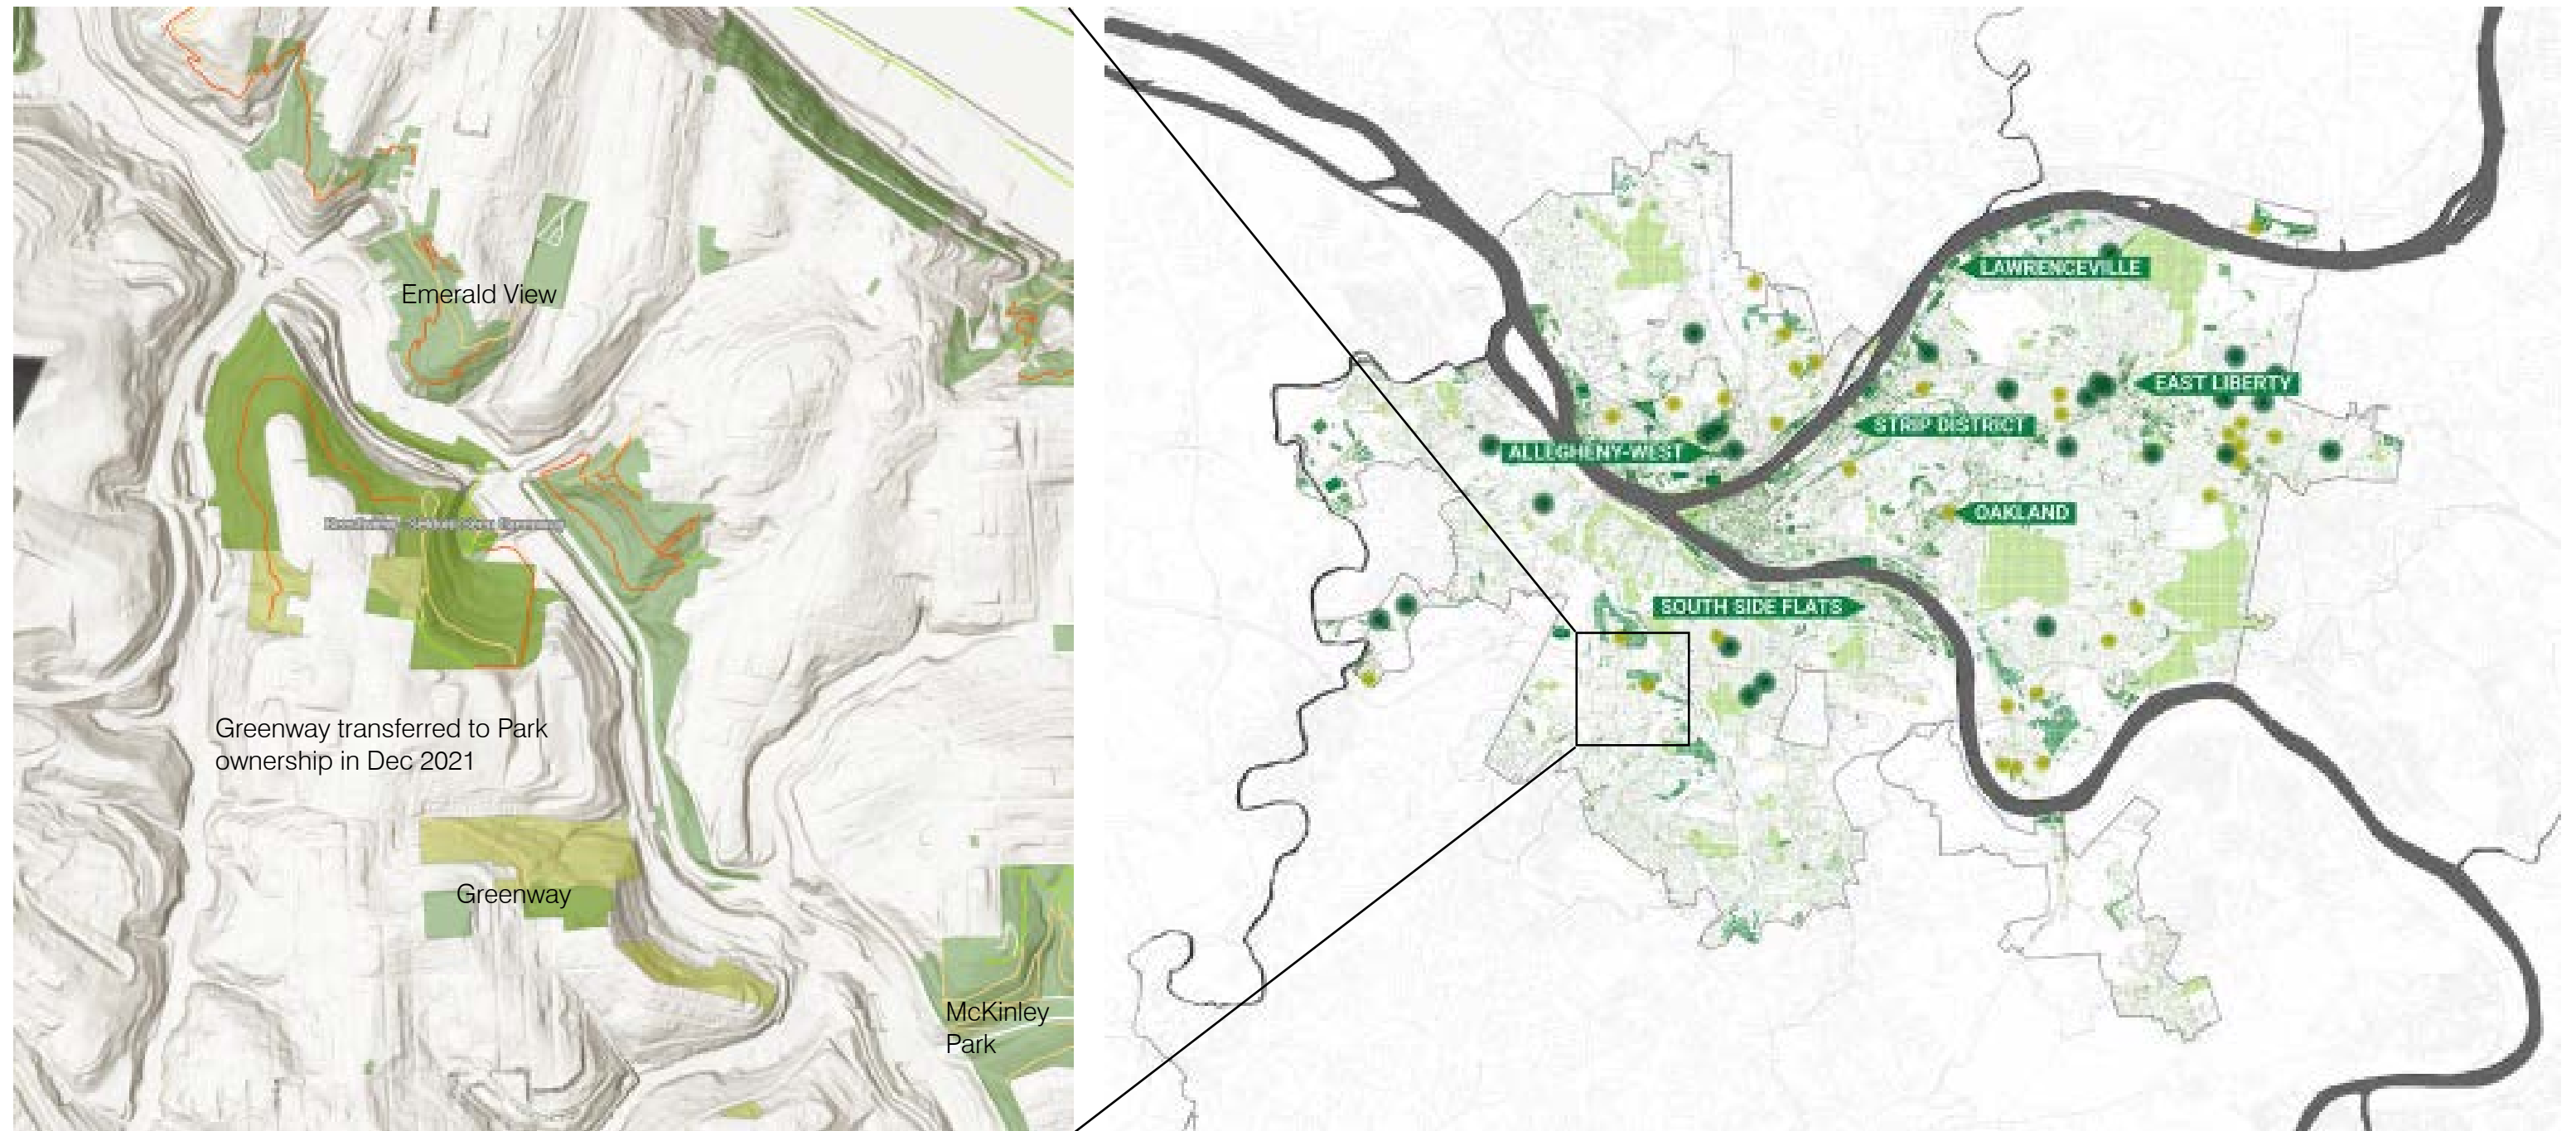 Emerald View
Greenway
Greenway transferred to Park
ownership in Dec 2021
Greenway
McKinley
Park
LAWRENCEVILLE
EAST LIBERTY
STRIP DISTRICT
ALLEGHENY-WEST
OAKLAND
SOUTH SIDE FLATS